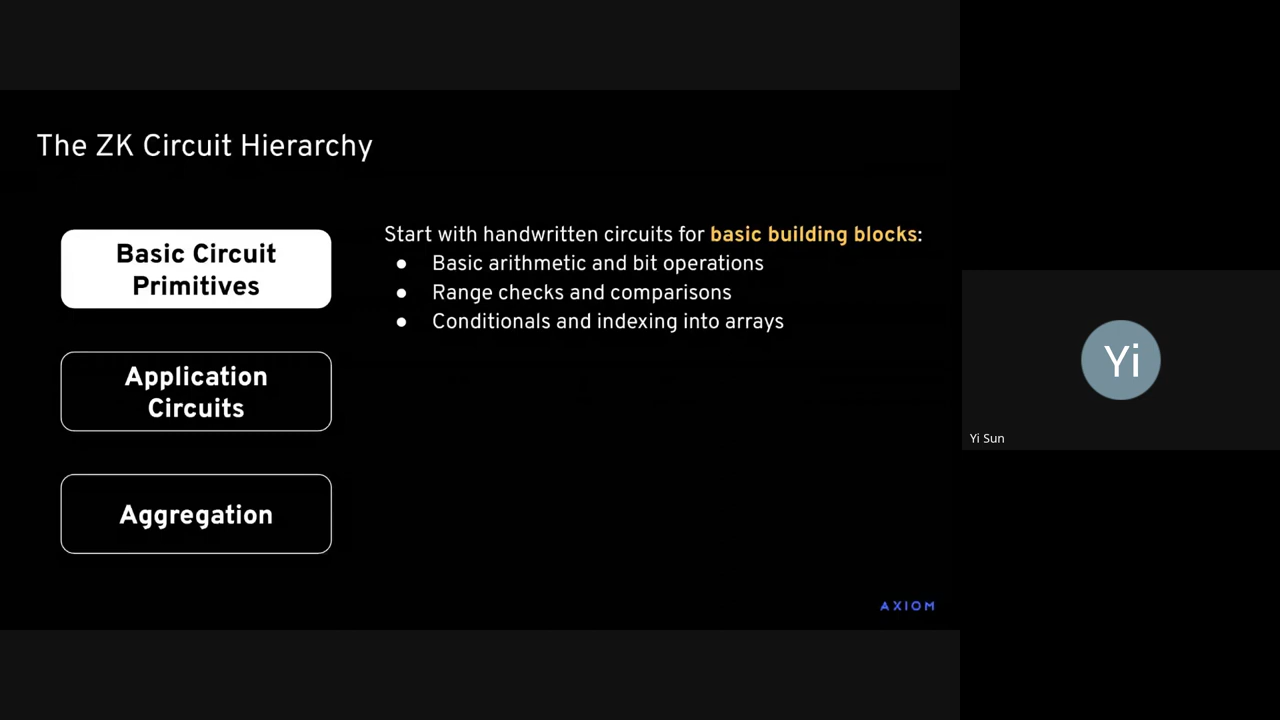 The ZK Circuit Hierarchy
Basic Circuit
Primitives
Start with handwritten circuits for basic building blocks:
● Basic arithmetic and bit operations
● Range checks and comparisons
● Conditionals and indexing into arrays
Application
Circuits
Aggregation
AXIOM
Yi
Yi Sun